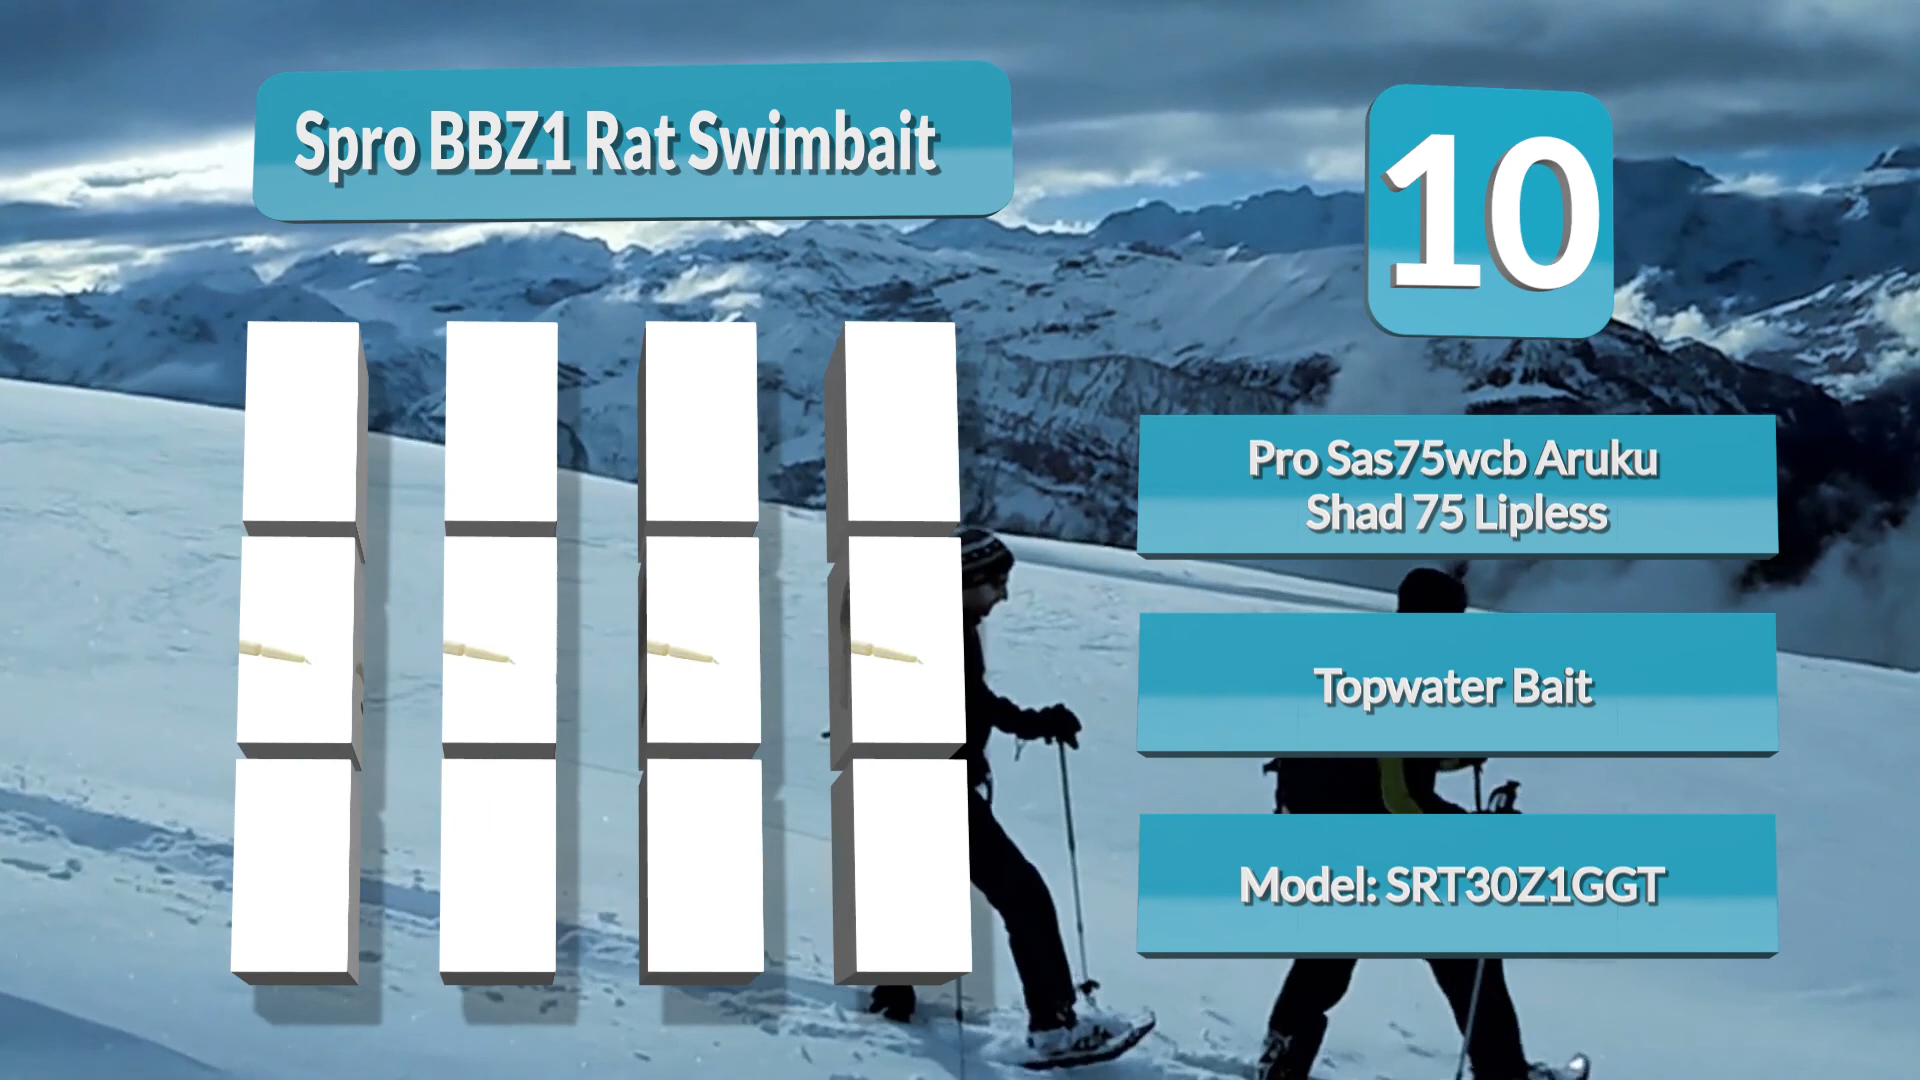 Spro BBZ1 Rat Swimbait
10
Pro Sas75wcb Aruku
Shad 75 Lipless
Topwater Bait
Model: SRT30Z1GGT